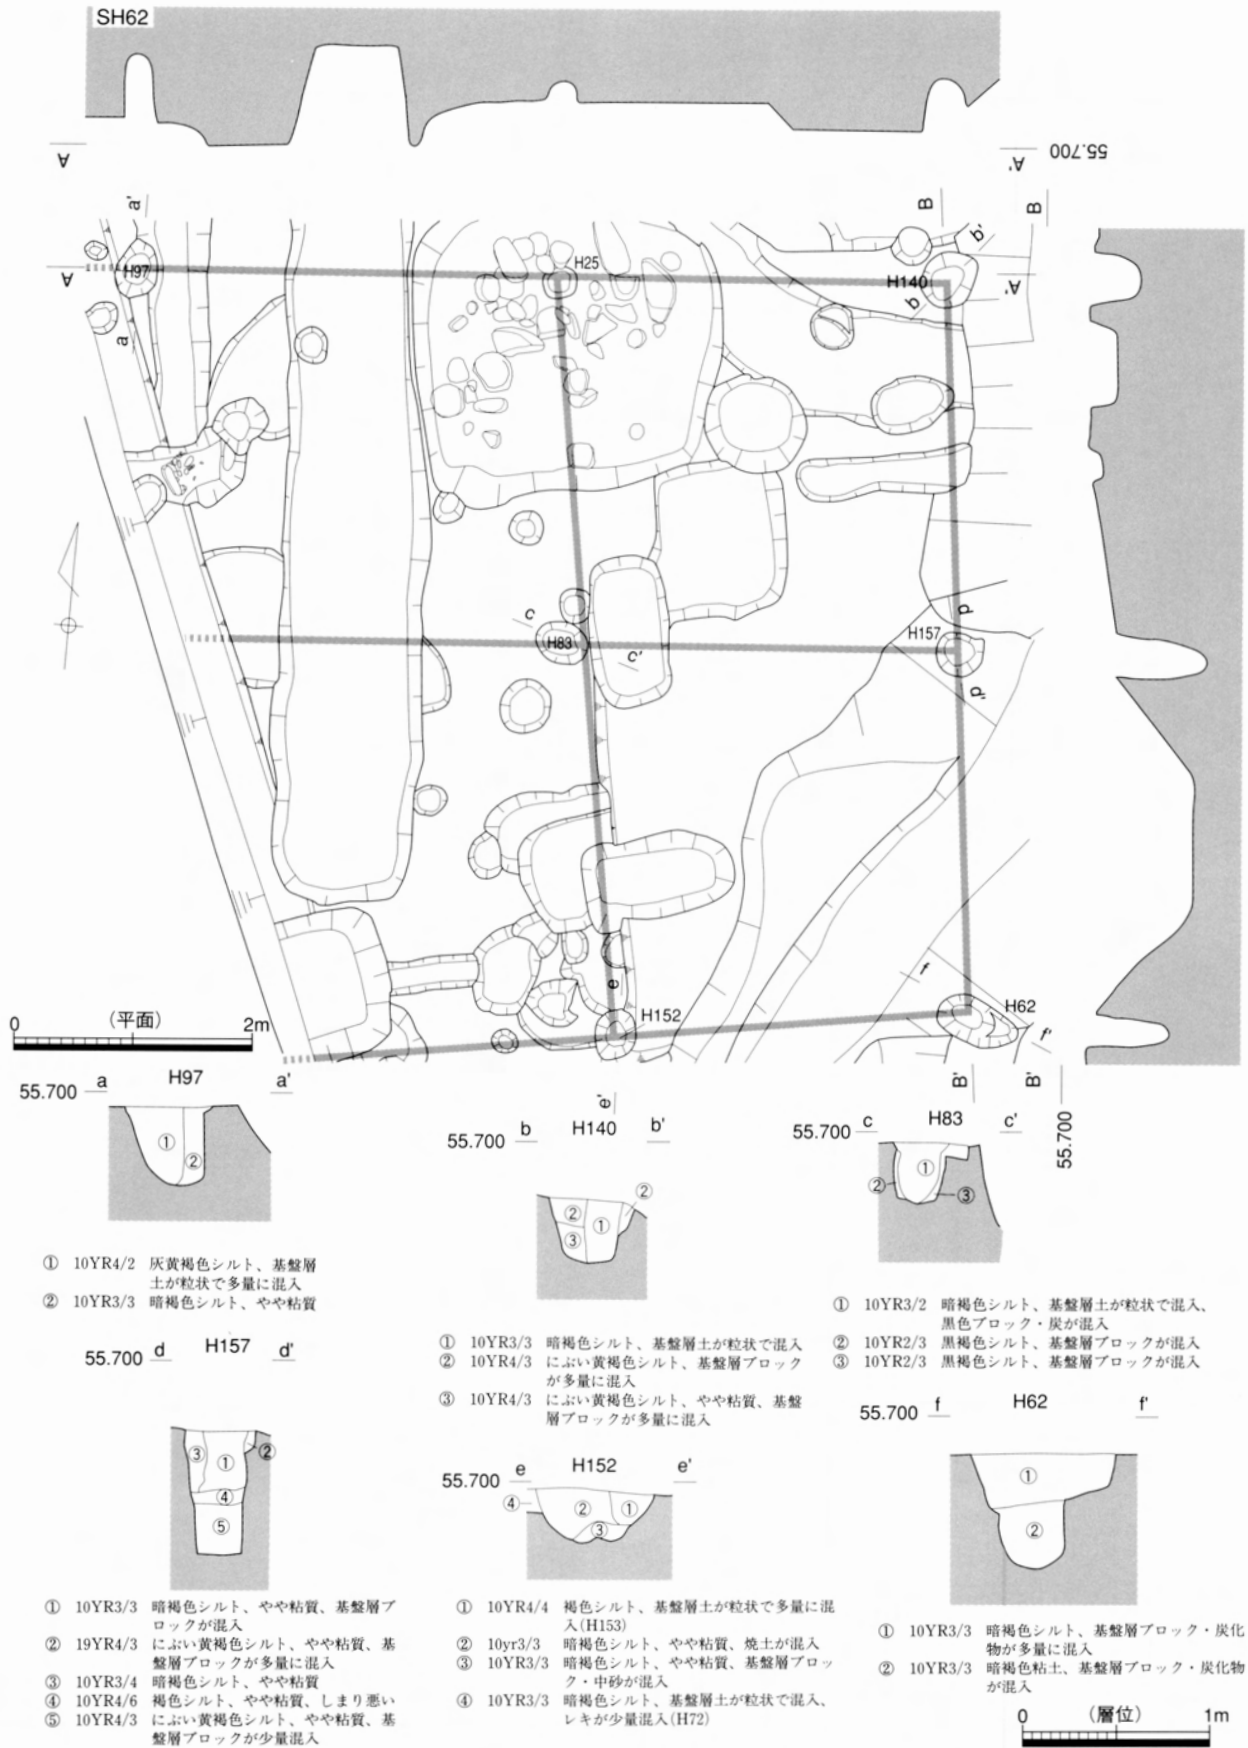 SH62
A
A'
55.700
a'
B
B
b'
A
H97
H25
H140
A'
b
a
c
H83
c'
H157
d
d'
e
f
H152
H62
f'
0 (平面) 2m
B'
B'
e'
55.700
55.700 a H97 a'
① ②
① 10YR4/2 灰黄褐色シルト、基盤層
土が粒状で多量に混入
② 10YR3/3 暗褐色シルト、やや粘質
55.700 b H140 b'
② ② ① ③
① 10YR3/3 暗褐色シルト、基盤層土が粒状で混入
② 10YR4/3 にぶい黄褐色シルト、基盤層ブロック
が多量に混入
③ 10YR4/3 にぶい黄褐色シルト、やや粘質、基盤
層ブロックが多量に混入
55.700 c H83 c'
① ② ③
① 10YR3/2 暗褐色シルト、基盤層土が粒状で混入、
黒色ブロック・炭が混入
② 10YR2/3 黒褐色シルト、基盤層ブロックが混入
③ 10YR2/3 黒褐色シルト、基盤層ブロックが混入
55.700 d H157 d'
③ ① ② ④ ⑤
① 10YR3/3 暗褐色シルト、やや粘質、基盤層ブ
ロックが混入
② 19YR4/3 にぶい黄褐色シルト、やや粘質、基
盤層ブロックが多量に混入
③ 10YR3/4 暗褐色シルト、やや粘質
④ 10YR4/6 褐色シルト、やや粘質、しまり悪い
⑤ 10YR4/3 にぶい黄褐色シルト、やや粘質、基
盤層ブロックが少量混入
55.700 e H152 e'
④ ② ① ③
① 10YR4/4 褐色シルト、基盤層土が粒状で多量に混
入(H153)
② 10yr3/3 暗褐色シルト、やや粘質、焼土が混入
③ 10YR3/3 暗褐色シルト、やや粘質、基盤層ブロッ
ク・中砂が混入
④ 10YR3/3 暗褐色シルト、基盤層土が粒状で混入、
レキが少量混入(H72)
55.700 f H62 f'
① ②
① 10YR3/3 暗褐色シルト、基盤層ブロック・炭化
物が多量に混入
② 10YR3/3 暗褐色粘土、基盤層ブロック・炭化物
が混入
0 (層位) 1m